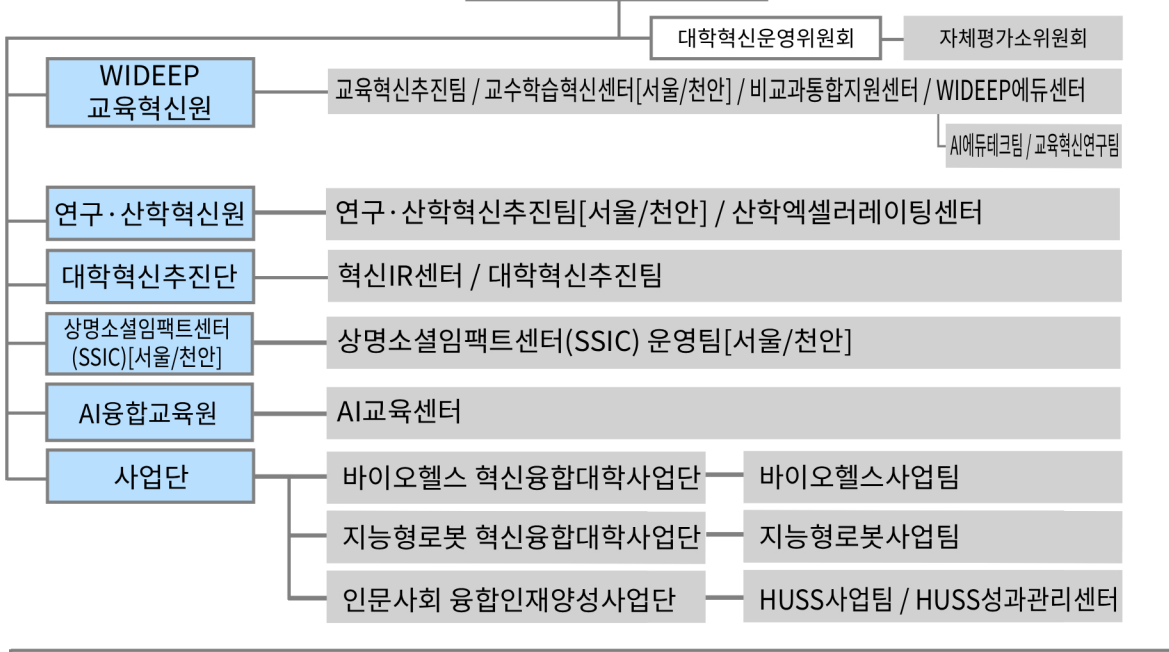 대학혁신운영위원회
자체평가소위원회
WIDEEP
교육혁신원
교육혁신추진팀 / 교수학습혁신센터[서울/천안] / 비교과통합지원센터 / WIDEEP에듀센터
AI에듀테크팀 / 교육혁신연구팀
연구·산학혁신원
연구·산학혁신추진팀[서울/천안] / 산학엑셀러레이팅센터
대학혁신추진단
혁신IR센터 / 대학혁신추진팀
상명소셜임팩트센터
(SSIC)[서울/천안]
상명소셜임팩트센터(SSIC) 운영팀[서울/천안]
AI융합교육원
AI교육센터
사업단
바이오헬스 혁신융합대학사업단
바이오헬스사업팀
지능형로봇 혁신융합대학사업단
지능형로봇사업팀
인문사회 융합인재양성사업단
HUSS사업팀 / HUSS성과관리센터